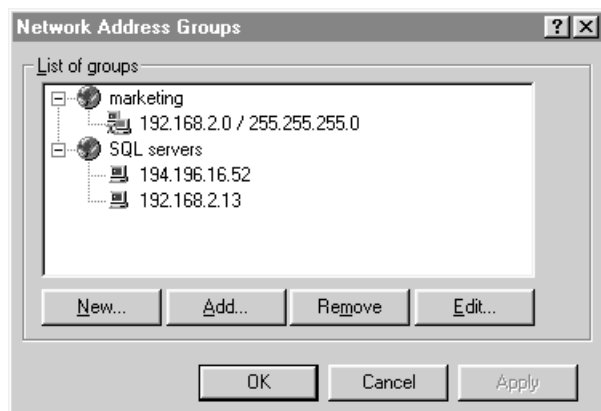 Network Address Groups
List of groups
marketing
192.168.2.0 / 255.255.255.0
SQL servers
194.196.16.52
192.168.2.13
New... Add... Remove Edit...
OK Cancel Apply